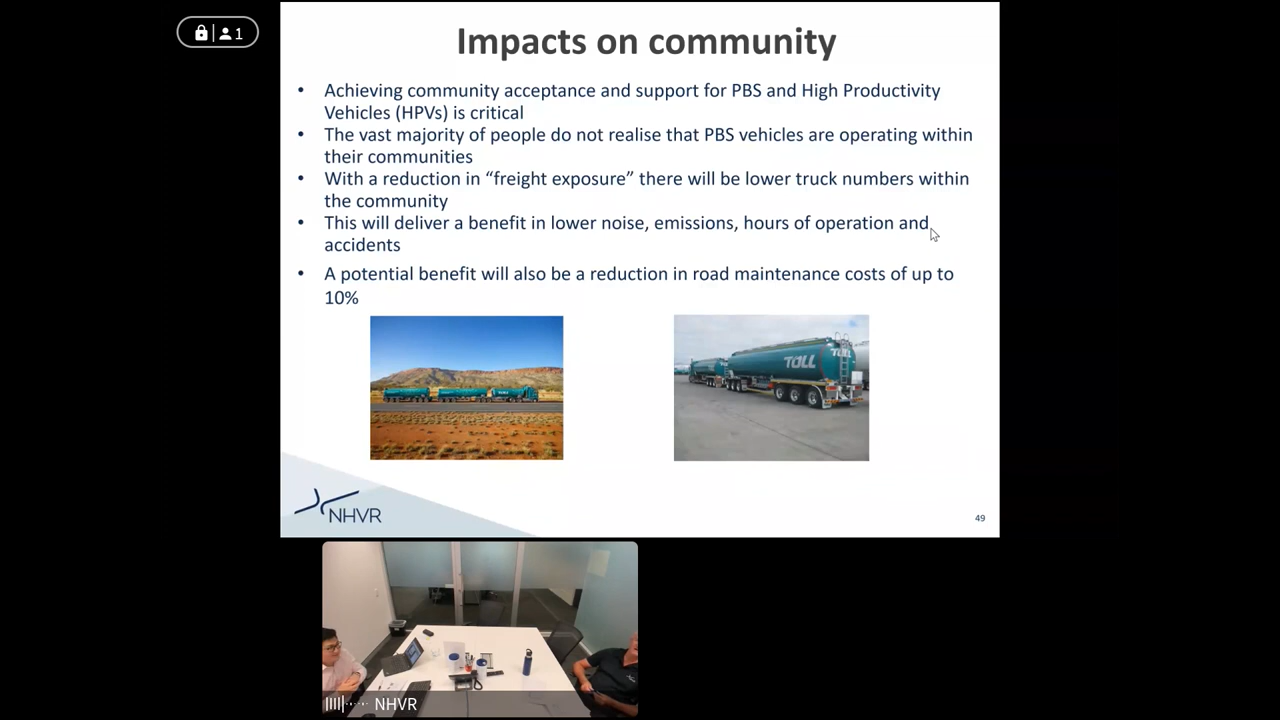 1
Impacts on community
• Achieving community acceptance and support for PBS and High Productivity
Vehicles (HPVs) is critical
• The vast majority of people do not realise that PBS vehicles are operating within
their communities
• With a reduction in “freight exposure” there will be lower truck numbers within
the community
• This will deliver a benefit in lower noise, emissions, hours of operation and
accidents
• A potential benefit will also be a reduction in road maintenance costs of up to
10%
TOLL
NHVR
49
NHVR